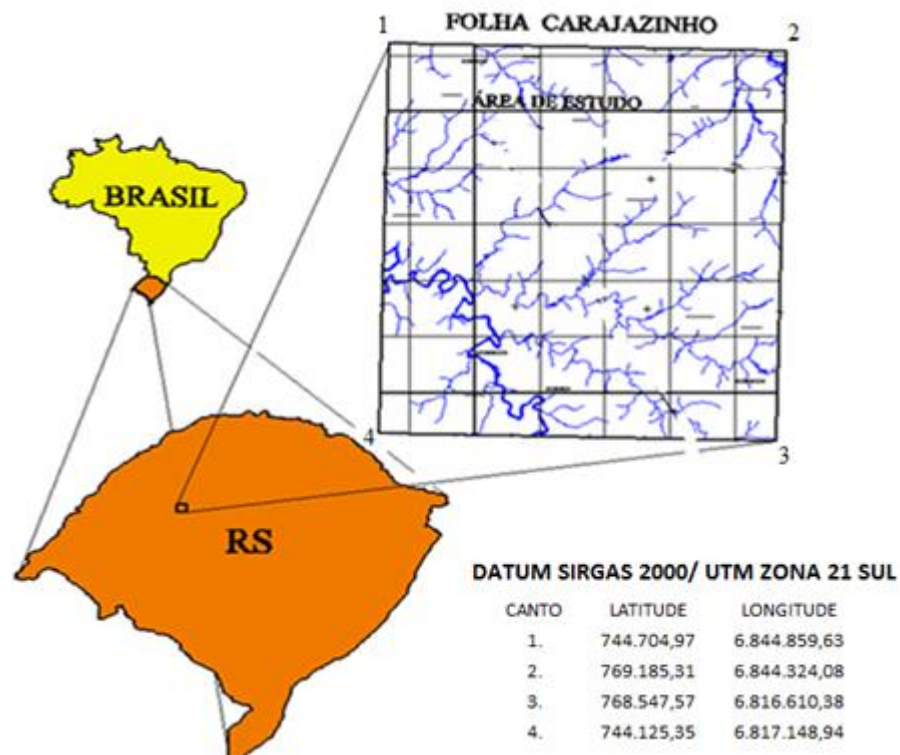 1
FOLHA CARAJAZINHO
2
ÁREA DE ESTUDO
BRASIL
4
3
RS
DATUM SIRGAS 2000/ UTM ZONA 21 SUL
CANTO LATITUDE LONGITUDE
1. 744.704,97 6.844.859,63
2. 769.185,31 6.844.324,08
3. 768.547,57 6.816.610,38
4. 744.125,35 6.817.148,94